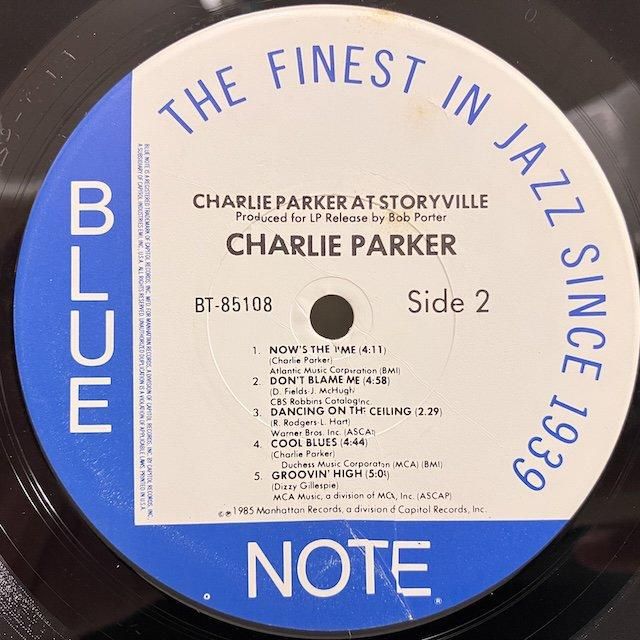 THE FINEST IN JAZZ SINCE 1939
BLUE
CHARLIE PARKER AT STORYVILLE
Produced for LP Release by Bob Porter
CHARLIE PARKER
BT-85108
Side 2
1. NOW'S THE TIME (4:11)
(Charlie Parker)
Atlantic Music Corporation (BMI)
2. DON'T BLAME ME (4:58)
(D. Fields-J. McHugh)
CBS Robbins Catalog Inc.
3. DANCING ON THE CEILING (2.29)
(R. Rodgers-L. Hart)
Warner Bros. Inc. (ASCAP)
4. COOL BLUES (4:44)
(Charlie Parker)
Duchess Music Corporation (MCA) (BMI)
5. GROOVIN' HIGH (5:0
(Dizzy Gillespie)
MCA Music, a division of MCA, Inc. (ASCAP)
©℗1985 Manhattan Records, a division of Capitol Records, Inc.
NOTE®